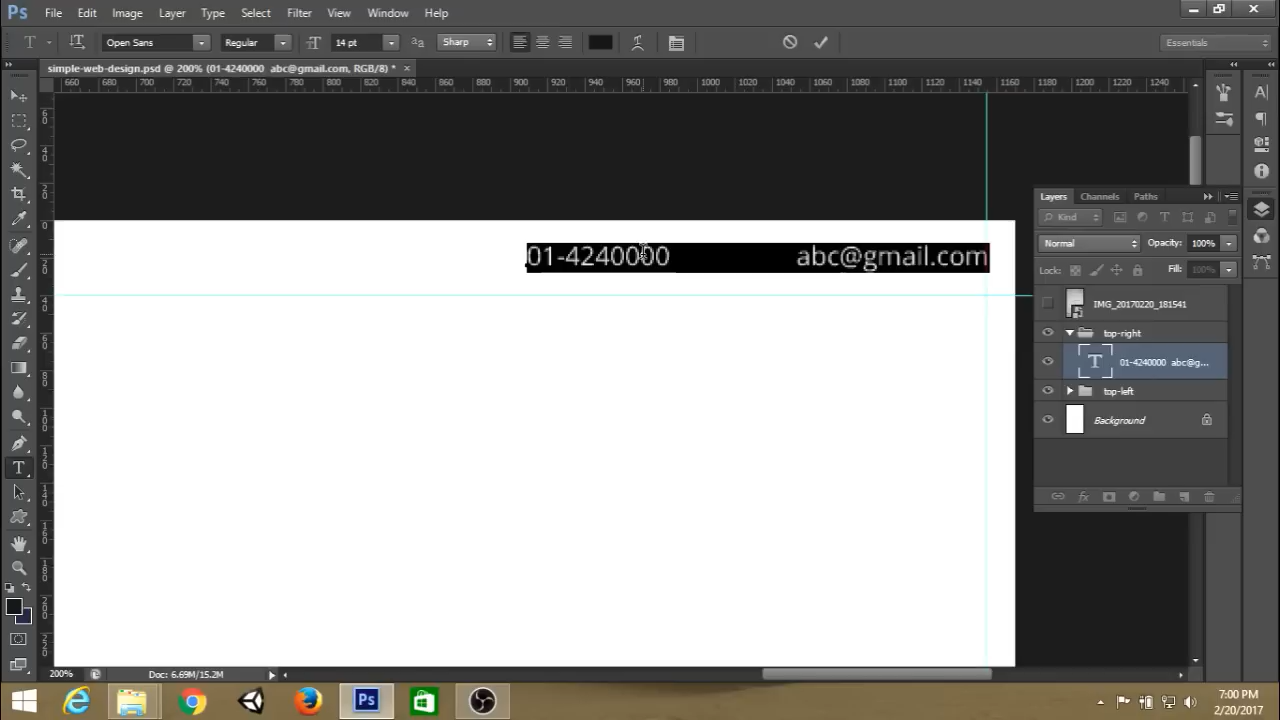 Ps File Edit Image Layer Type Select Filter View Window Help
T Open Sans Regular 14 pt aa Sharp Essentials
simple-web-design.psd @ 200% (01-4240000 abc@gmail.com, RGB/8) * ×
660 680 700 720 740 760 780 800 820 840 860 880 900 920 940 960 980 1000 1020 1040 1060 1080 1100 1120 1140 1160 1180 1200 1220 1240
01-4240000 abc@gmail.com
Layers Channels Paths
Kind
Normal Opacity: 100%
Lock: Fill: 100%
IMG_20170220_181541
top-right
T 01-4240000 abc@g...
top-left
Background
200% Doc: 6.69M/15.2M
Ps
7:00 PM
2/20/2017